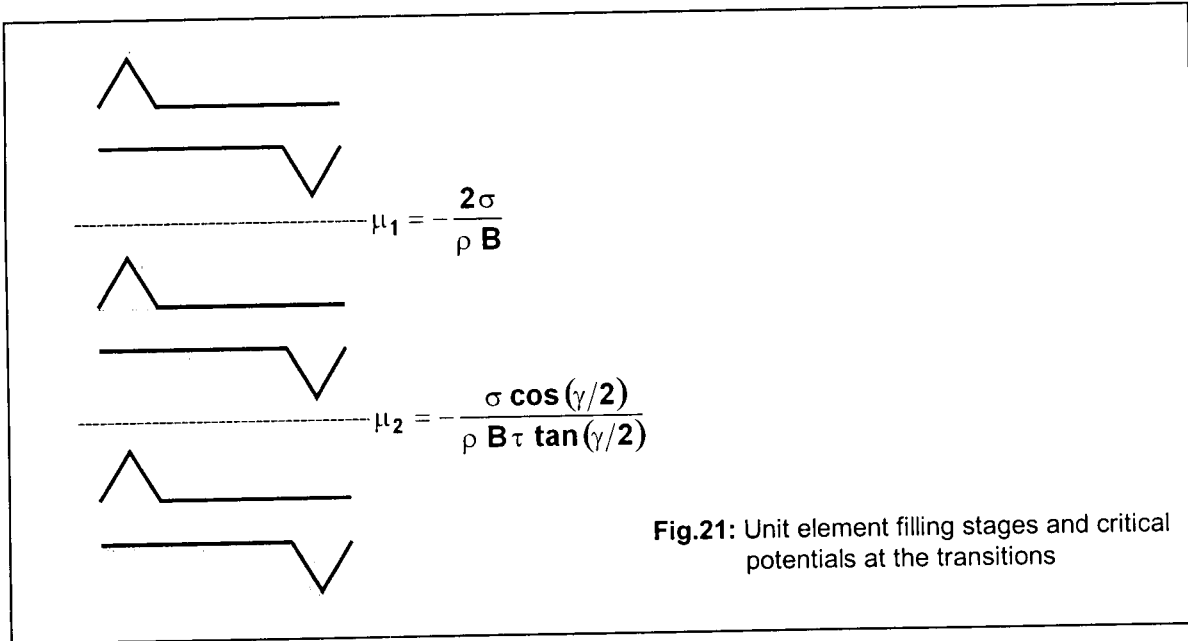 μ₁ = - 2σ / ρ B
μ₂ = - σ cos (γ/2) / ρ B τ tan (γ/2)
Fig.21: Unit element filling stages and critical
potentials at the transitions